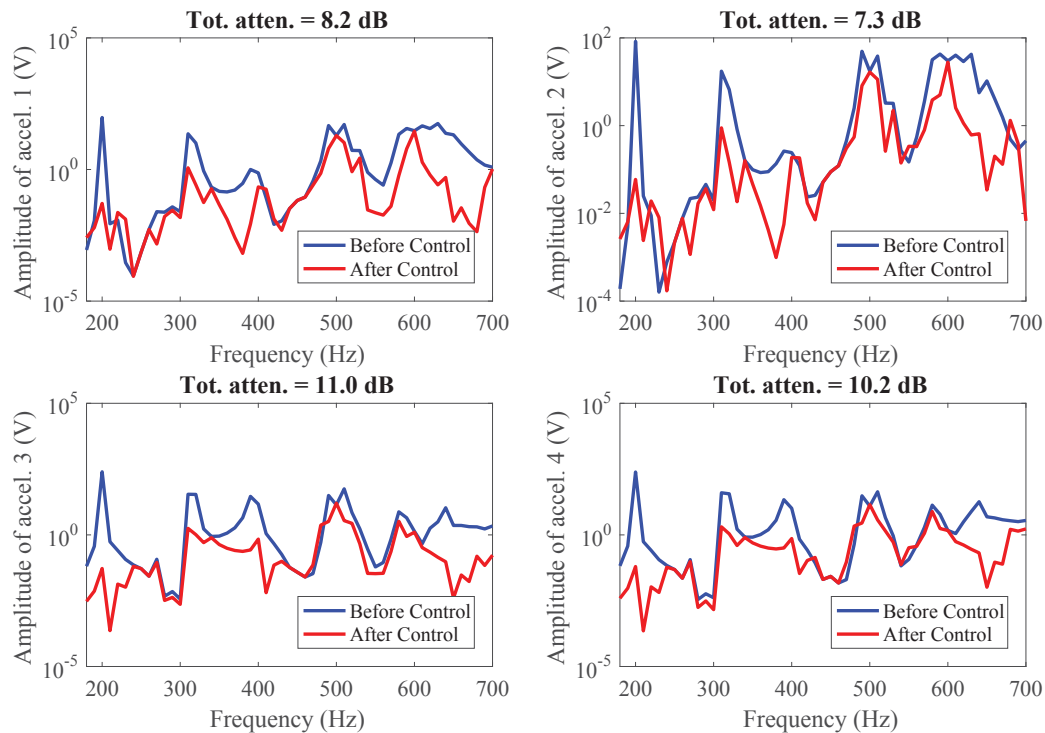 Tot. atten. = 8.2 dB
Amplitude of accel. 1 (V)
10^5
10^0
10^-5
Before Control
After Control
200 300 400 500 600 700
Frequency (Hz)
Tot. atten. = 7.3 dB
Amplitude of accel. 2 (V)
10^2
10^0
10^-2
10^-4
Before Control
After Control
200 300 400 500 600 700
Frequency (Hz)
Tot. atten. = 11.0 dB
Amplitude of accel. 3 (V)
10^5
10^0
10^-5
Before Control
After Control
200 300 400 500 600 700
Frequency (Hz)
Tot. atten. = 10.2 dB
Amplitude of accel. 4 (V)
10^5
10^0
10^-5
Before Control
After Control
200 300 400 500 600 700
Frequency (Hz)